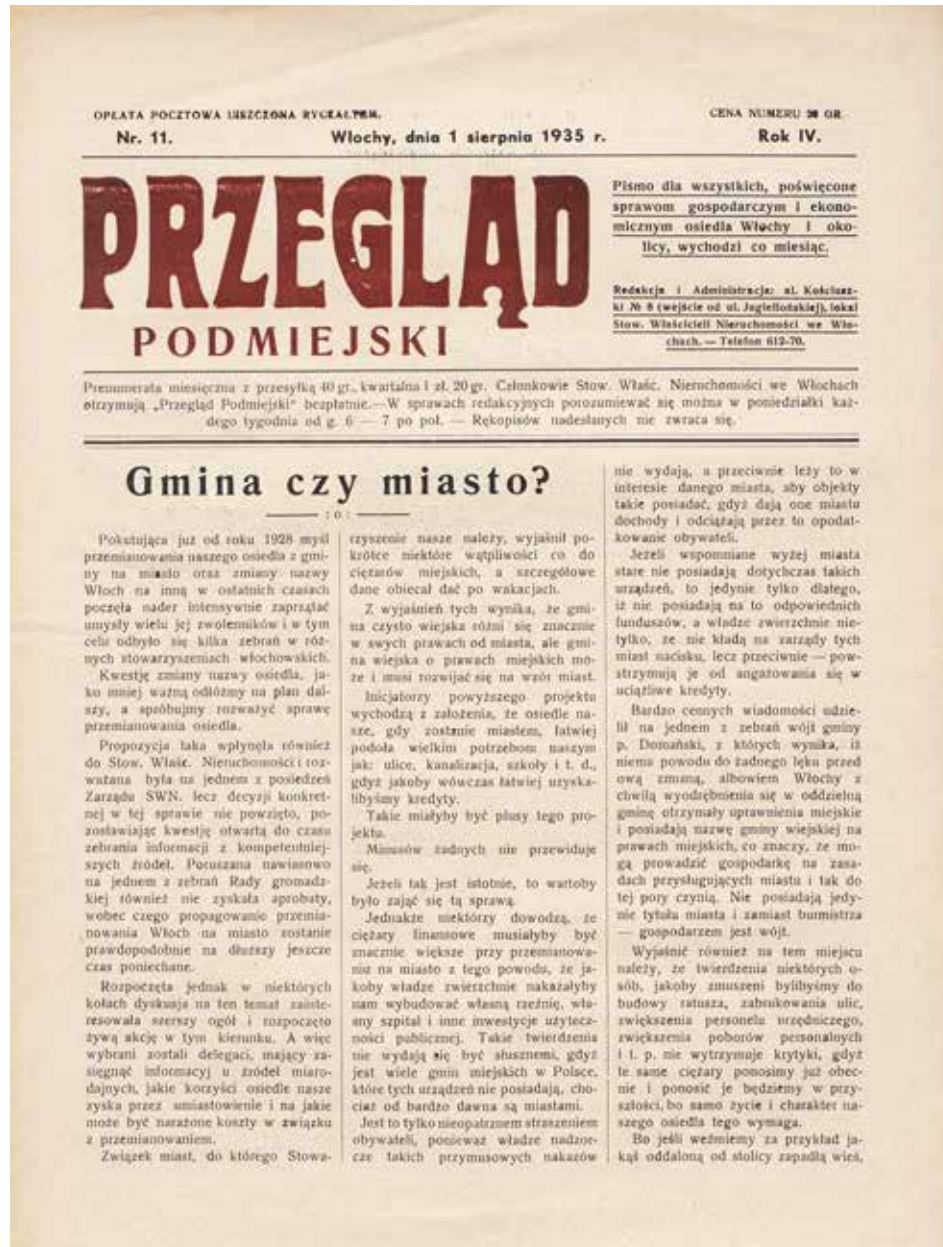 OPŁATA POCZTOWA UISZCZONA RYCZAŁTEM.
CENA NUMERU GR
Nr. 11.
Włochy, dnia 1 sierpnia 1935 r.
Rok IV.
PRZEGLĄD
PODMIEJSKI
Pismo dla wszystkich, poświęcone
sprawom gospodarczym i ekono-
micznym osiedla Włochy i oko-
licy, wychodzi co miesiąc.
Redakcja i Administracja: al. Kościusz-
ki № 8 (wejście od ul. Jagiellońskiej), lokal
Stow. Właścicieli Nieruchomości we Wło-
chach. — Telefon 612-70.
Prenumerata miesięczna z przesyłką 40 gr., kwartalna 1 zł. 20 gr. Członkowie Stow. Właśc. Nieruchomości we Włochach
otrzymują „Przegląd Podmiejski" bezpłatnie.—W sprawach redakcyjnych porozumiewać się można w poniedziałki każ-
dego tygodnia od g. 6 — 7 po poł. — Rękopisów nadesłanych nie zwraca się.
Gmina czy miasto?
— :o: —
Pokutująca już od roku 1928 myśl
przemianowania naszego osiedla z gmi-
ny na miasto oraz zmiany nazwy
Włoch na inną w ostatnich czasach
poczęła nader intensywnie zaprzątać
umysły wielu jej zwolenników i w tym
celu odbyło się kilka zebrań w róż-
nych stowarzyszeniach włochowskich.
Kwestję zmiany nazwy osiedla, ja-
ko mniej ważną odłóżmy na plan dal-
szy, a spróbujmy rozważyć sprawę
przemianowania osiedla.
Propozycja taka wpłynęła również
do Stow. Właśc. Nieruchomości i roz-
ważana była na jednem z posiedzeń
Zarządu SWN. lecz decyzji konkret-
nej w tej sprawie nie powzięto, po-
zostawiając kwestję otwartą do czasu
zebrania informacji z kompetentniej-
szych źródeł. Poruszana nawiasowo
na jednem z zebrań Rady gromadz-
kiej również nie zyskała aprobaty,
wobec czego propagowanie przemia-
nowania Włoch na miasto zostanie
prawdopodobnie na dłuższy jeszcze
czas poniechane.
Rozpoczęta jednak w niektórych
kołach dyskusja na ten temat zainte-
resowała szerszy ogół i rozpoczęto
żywą akcję w tym kierunku. A więc
wybrani zostali delegaci, mający za-
sięgnąć informacyj u źródeł miaro-
dajnych, jakie korzyści osiedle nasze
zyska przez umiastowienie i na jakie
może być narażone koszty w związku
z przemianowaniem.
Związek miast, do którego Stowa-
rzyszenie nasze należy, wyjaśnił po-
krótce niektóre wątpliwości co do
ciężarów miejskich, a szczegółowe
dane obiecał dać po wakacjach.
Z wyjaśnień tych wynika, że gmi-
na czysto wiejska różni się znacznie
w swych prawach od miasta, ale gmi-
na wiejska o prawach miejskich mo-
że i musi rozwijać się na wzór miast.
Inicjatorzy powyższego projektu
wychodzą z założenia, że osiedle na-
sze, gdy zostanie miastem, łatwiej
podoła wielkim potrzebom naszym
jak: ulice, kanalizacja, szkoły i t. d.,
gdyż jakoby wówczas łatwiej uzyska-
libyśmy kredyty.
Takie miałyby być plusy tego pro-
jektu.
Minusów żadnych nie przewiduje
się.
Jeżeli tak jest istotnie, to wartoby
było zająć się tą sprawą.
Jednakże niektórzy dowodzą, że
ciężary finansowe musiałyby być
znacznie większe przy przemianowa-
niu na miasto z tego powodu, że ja-
koby władze zwierzchnie nakazałyby
nam wybudować własną rzeźnię, wła-
sny szpital i inne inwestycje użytecz-
ności publicznej. Takie twierdzenia
nie wydają się być słusznemi, gdyż
jest wiele gmin miejskich w Polsce,
które tych urządzeń nie posiadają, cho-
ciaż od bardzo dawna są miastami.
Jest to tylko nieopatrznem straszeniem
obywateli, ponieważ władze nadzor-
cze takich przymusowych nakazów
nie wydają, a przeciwnie leży to w
interesie danego miasta, aby objekty
takie posiadać, gdyż dają one miastu
dochody i odciążają przez to opodat-
kowanie obywateli.
Jeżeli wspomniane wyżej miasta
stare nie posiadają dotychczas takich
urządzeń, to jedynie tylko dlatego,
iż nie posiadają na to odpowiednich
funduszów, a władze zwierzchnie nie-
tylko, że nie kładą na zarządy tych
miast nacisku, lecz przeciwnie — pow-
strzymują je od angażowania się w
uciążliwe kredyty.
Bardzo cennych wiadomości udzie-
lił na jednem z zebrań wójt gminy
p. Domański, z których wynika, iż
niema powodu do żadnego lęku przed
ową zmianą, albowiem Włochy z
chwilą wyodrębnienia się w oddzielną
gminę otrzymały uprawnienia miejskie
i posiadają nazwę gminy wiejskiej na
prawach miejskich, co znaczy, że mo-
gą prowadzić gospodarkę na zasa-
dach przysługujących miastu i tak do
tej pory czynią. Nie posiadają jedy-
nie tytułu miasta i zamiast burmistrza
— gospodarzem jest wójt.
Wyjaśnić również na tem miejscu
należy, że twierdzenia niektórych o-
sób, jakoby zmuszeni bylibyśmy do
budowy ratusza, zabrukowania ulic,
zwiększenia personelu urzędniczego,
zwiększenia poborów personalnych
i t. p. nie wytrzymuje krytyki, gdyż
te same ciężary ponosimy już obec-
nie i ponosić je będziemy w przy-
szłości, bo samo życie i charakter na-
szego osiedla tego wymaga.
Bo jeśli weźmiemy za przykład ja-
kąś oddaloną od stolicy zapadłą wieś,